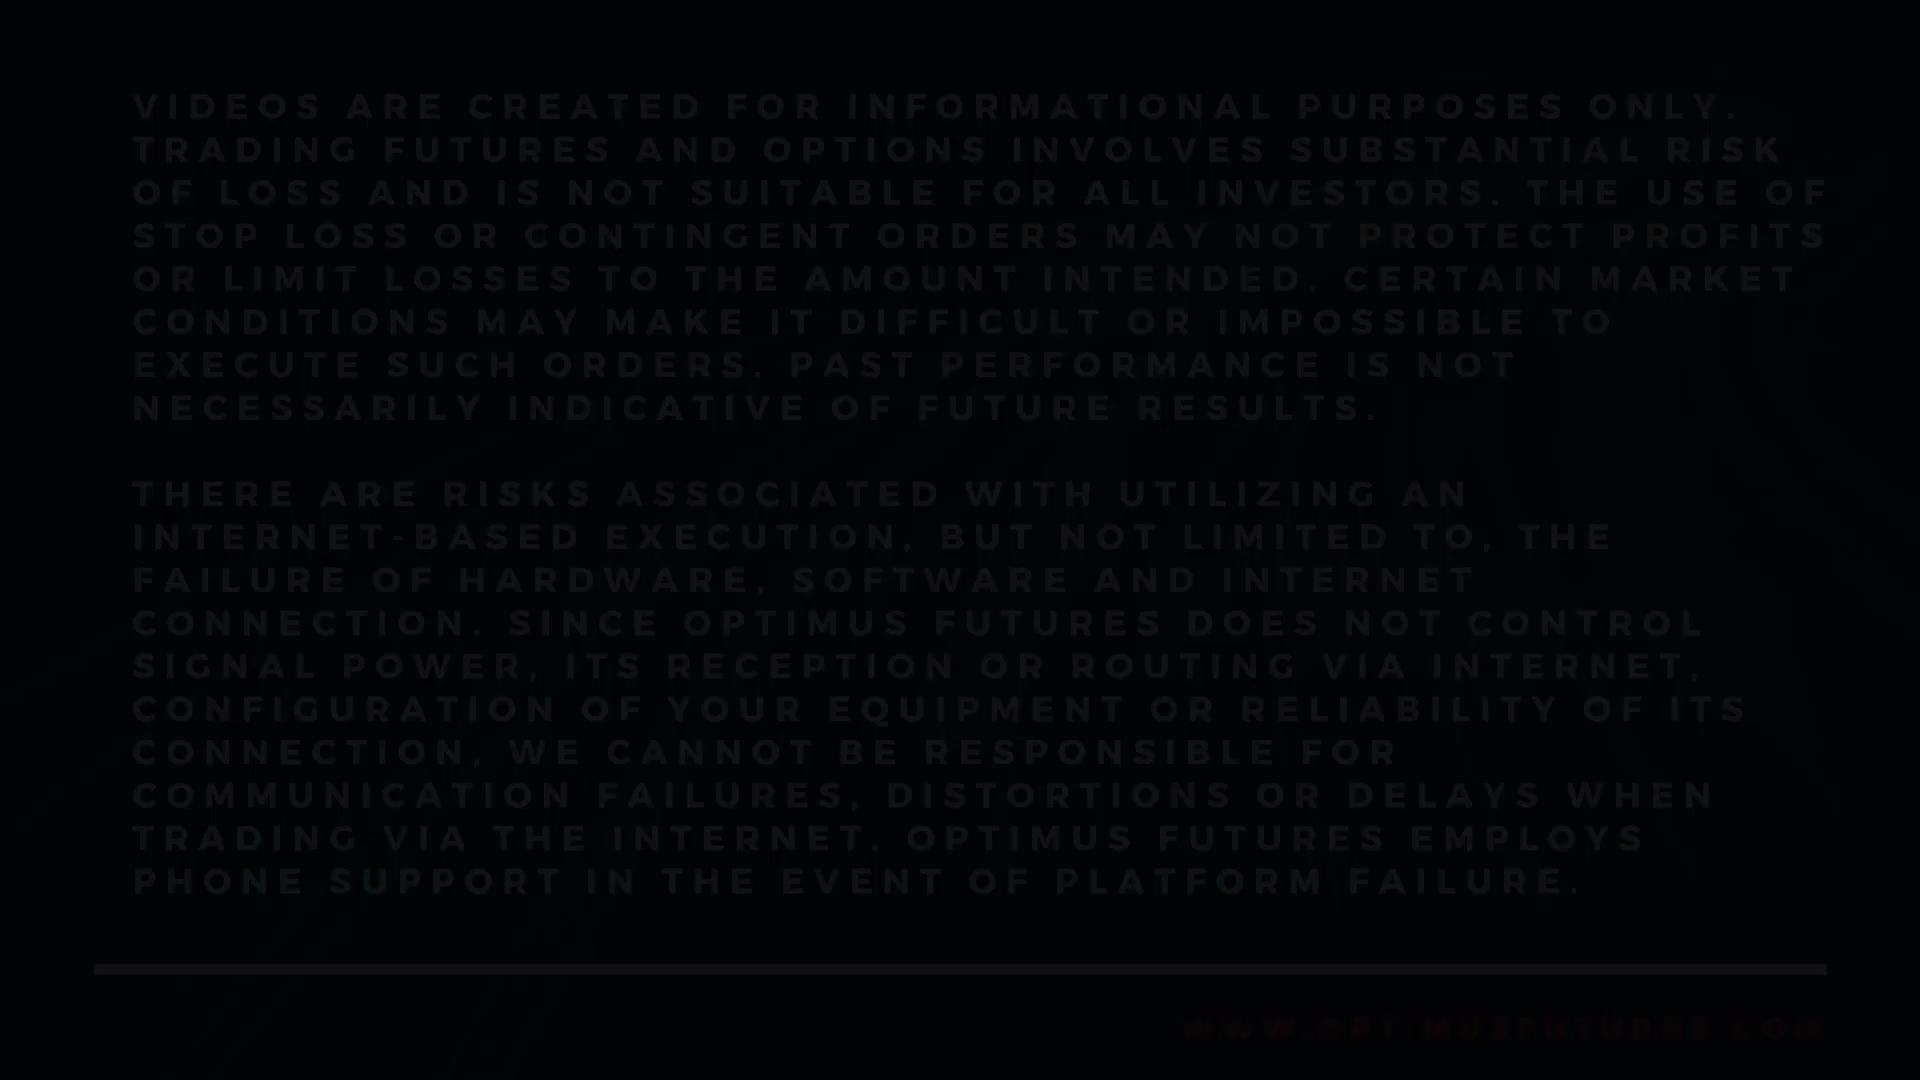 VIDEOS ARE CREATED FOR INFORMATIONAL PURPOSES ONLY.
TRADING FUTURES AND OPTIONS INVOLVES SUBSTANTIAL RISK
OF LOSS AND IS NOT SUITABLE FOR ALL INVESTORS. THE USE OF
STOP LOSS OR CONTINGENT ORDERS MAY NOT PROTECT PROFITS
OR LIMIT LOSSES TO THE AMOUNT INTENDED. CERTAIN MARKET
CONDITIONS MAY MAKE IT DIFFICULT OR IMPOSSIBLE TO
EXECUTE SUCH ORDERS. PAST PERFORMANCE IS NOT
NECESSARILY INDICATIVE OF FUTURE RESULTS.
THERE ARE RISKS ASSOCIATED WITH UTILIZING AN
INTERNET-BASED EXECUTION, BUT NOT LIMITED TO, THE
FAILURE OF HARDWARE, SOFTWARE AND INTERNET
CONNECTION. SINCE OPTIMUS FUTURES DOES NOT CONTROL
SIGNAL POWER, ITS RECEPTION OR ROUTING VIA INTERNET,
CONFIGURATION OF YOUR EQUIPMENT OR RELIABILITY OF ITS
CONNECTION, WE CANNOT BE RESPONSIBLE FOR
COMMUNICATION FAILURES, DISTORTIONS OR DELAYS WHEN
TRADING VIA THE INTERNET. OPTIMUS FUTURES EMPLOYS
PHONE SUPPORT IN THE EVENT OF PLATFORM FAILURE.
WWW.OPTIMUSFUTURES.COM